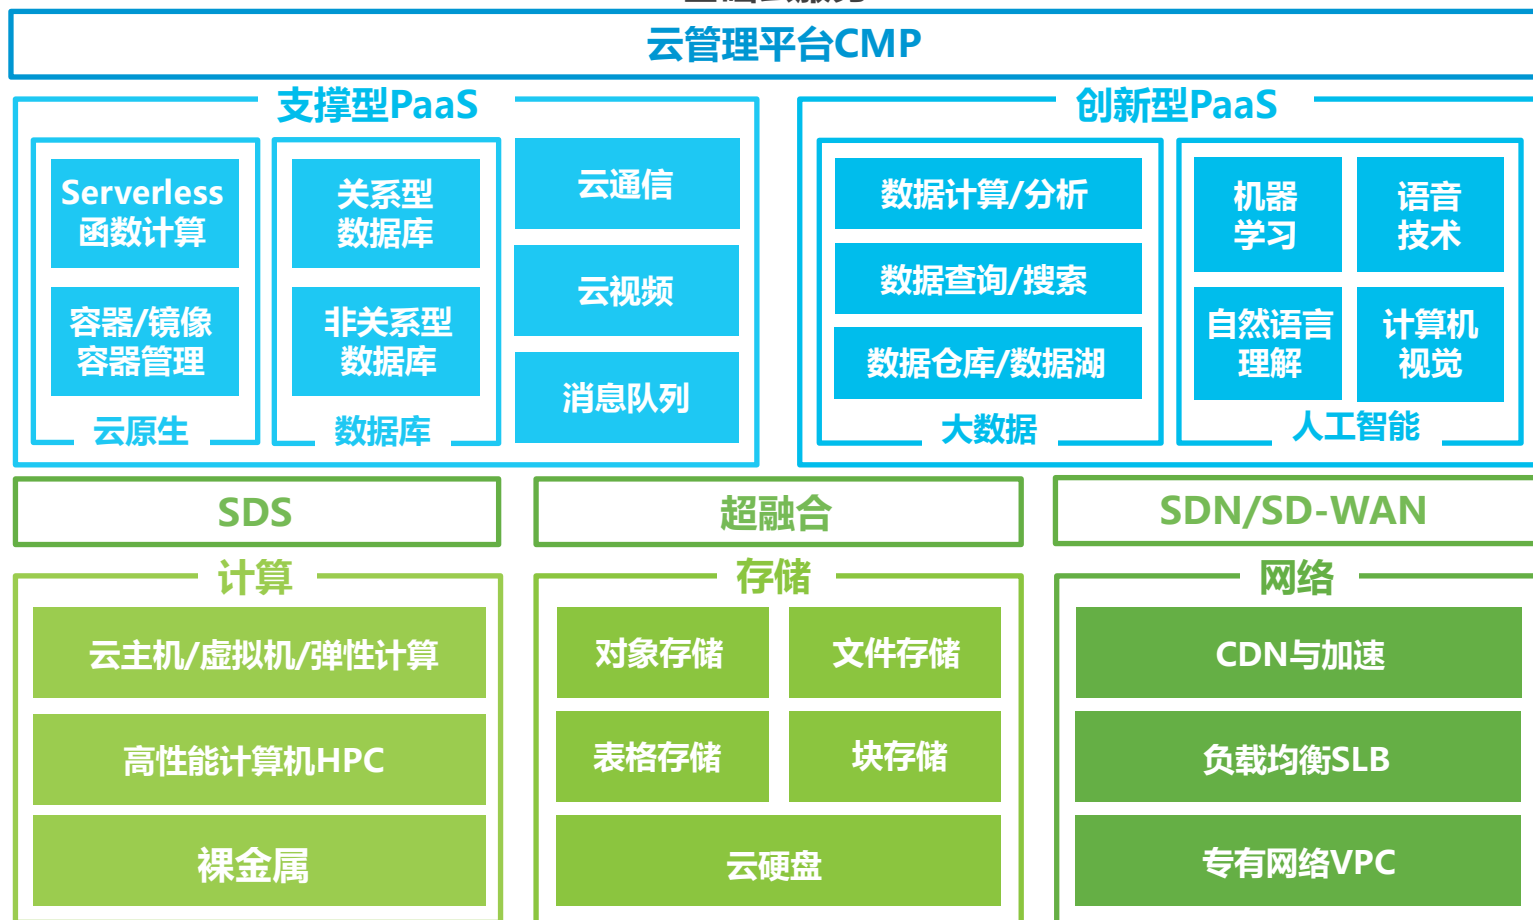 云管理平台CMP
支撑型PaaS
Serverless
函数计算
容器/镜像
容器管理
云原生
关系型
数据库
非关系型
数据库
数据库
云通信
云视频
消息队列
创新型PaaS
数据计算/分析
数据查询/搜索
数据仓库/数据湖
大数据
机器
学习
语音
技术
自然语言
理解
计算机
视觉
人工智能
SDS
超融合
SDN/SD-WAN
计算
云主机/虚拟机/弹性计算
高性能计算机HPC
裸金属
存储
对象存储
文件存储
表格存储
块存储
云硬盘
网络
CDN与加速
负载均衡SLB
专有网络VPC